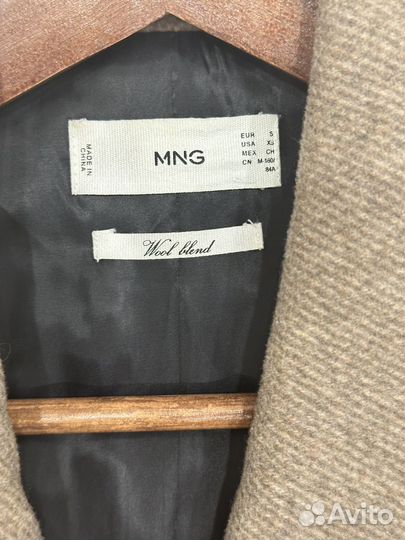 MADE IN
CHINA
MNG
EUR S
USA XS
MEX CH
CN M-160/
84A
Wool blend
Avito